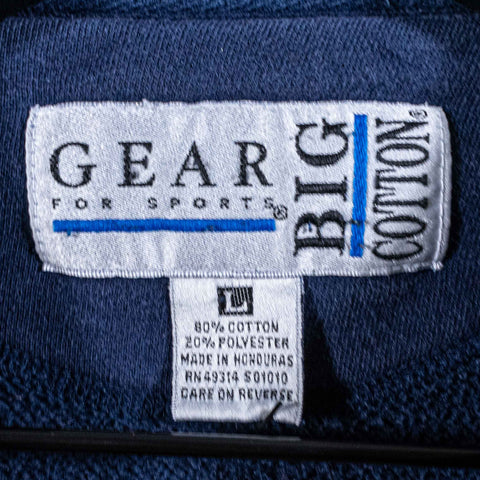 GEAR
FOR SPORTS®
BIG
COTTON®
L
80% COTTON
20% POLYESTER
MADE IN HONDURAS
RN 49314 S01010
CARE ON REVERSE